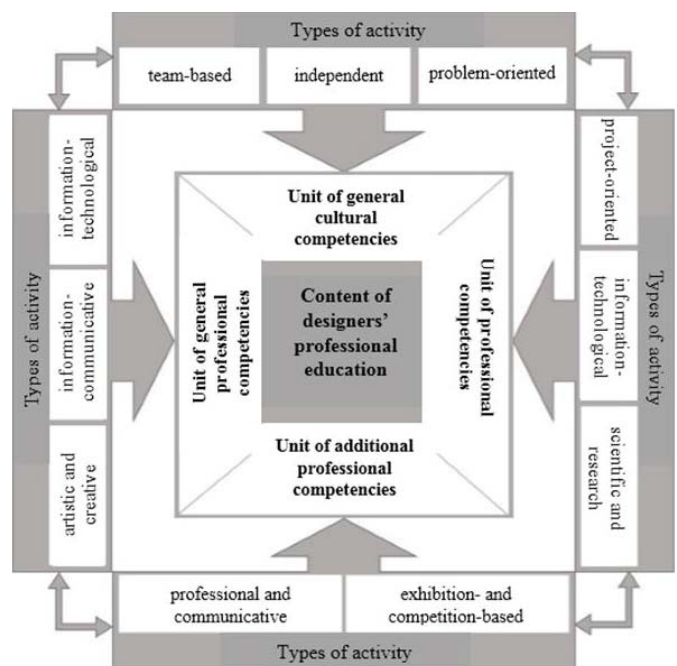 Types of activity
team-based
independent
problem-oriented
Types of activity
information-
technological
information-
communicative
artistic and
creative
Unit of general
cultural
competencies
Unit of general
professional
competencies
Content of
designers’
professional
education
Unit of professional
competencies
Unit of additional
professional
competencies
project-oriented
information-
technological
scientific and
research
Types of activity
professional and
communicative
exhibition- and
competition-based
Types of activity